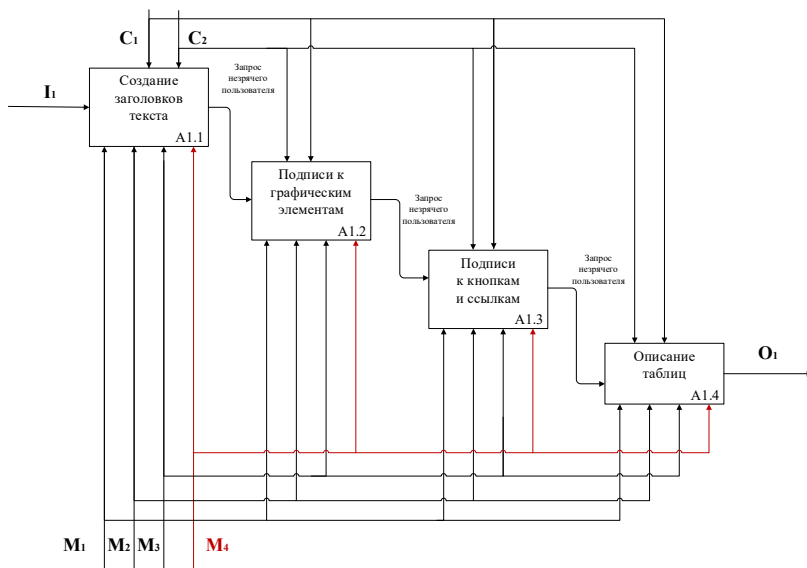 C1
C2
I1
Создание
заголовков
текста
A1.1
Запрос
незрячего
пользователя
Подписи к
графическим
элементам
A1.2
Запрос
незрячего
пользователя
Подписи
к кнопкам
и ссылкам
A1.3
Запрос
незрячего
пользователя
Описание
таблиц
A1.4
O1
M1
M2
M3
M4